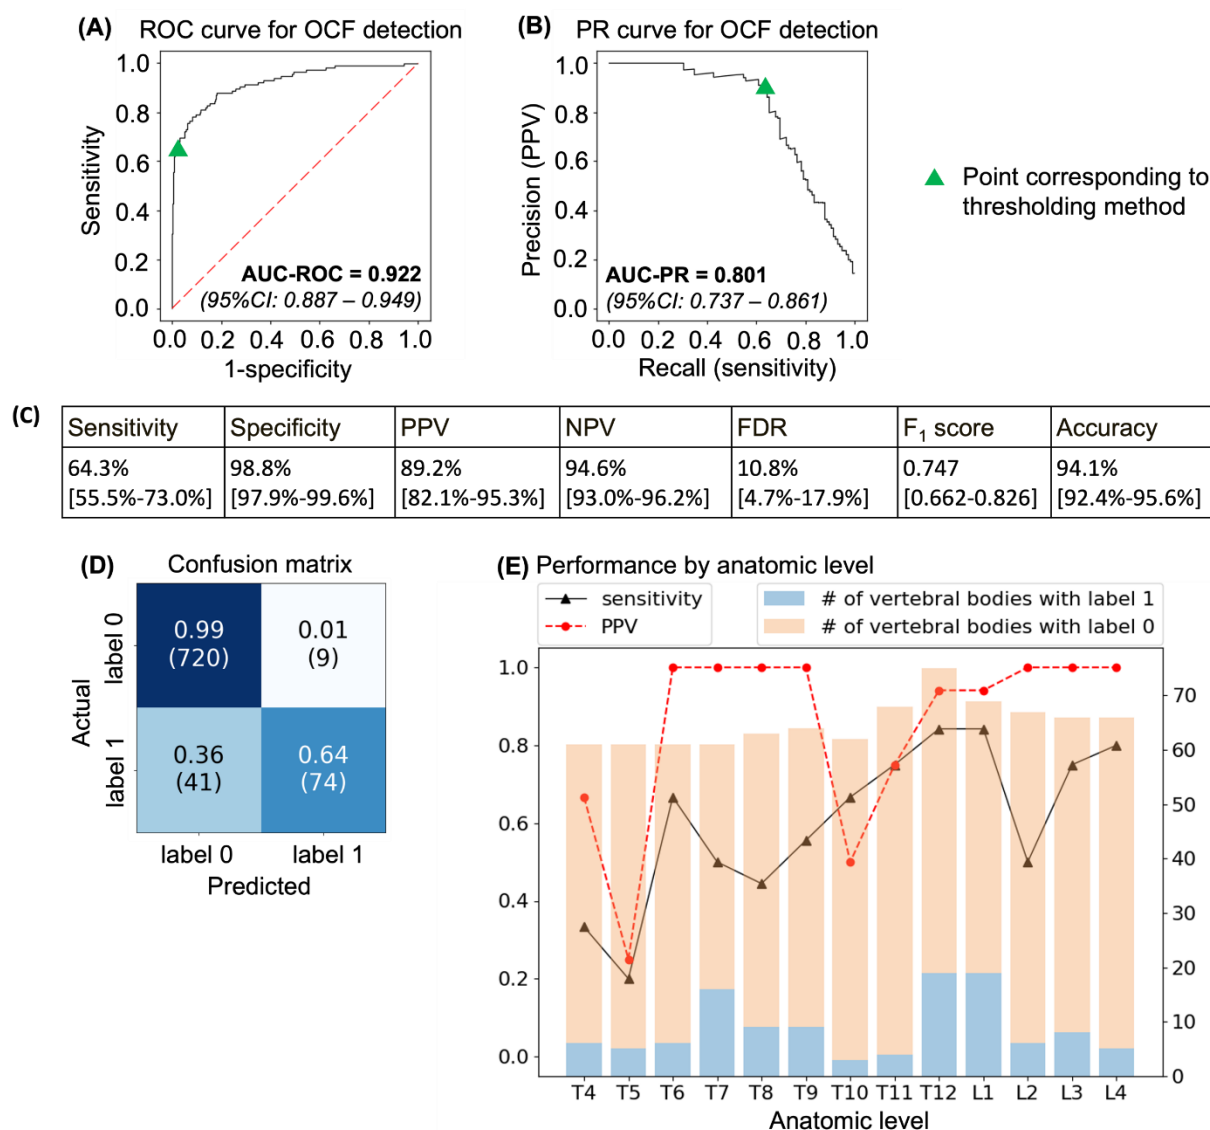 (A) ROC curve for OCF detection
1.0
0.8
0.6
0.4
0.2
0.0
Sensitivity
AUC-ROC = 0.922
(95%CI: 0.887 – 0.949)
0.0 0.2 0.4 0.6 0.8 1.0
1-specificity
(B) PR curve for OCF detection
1.0
0.8
0.6
0.4
0.2
0.0
Precision (PPV)
AUC-PR = 0.801
(95%CI: 0.737 – 0.861)
0.0 0.2 0.4 0.6 0.8 1.0
Recall (sensitivity)
Point corresponding to
thresholding method
(C)
Sensitivity Specificity PPV NPV FDR F1 score Accuracy
64.3% 98.8% 89.2% 94.6% 10.8% 0.747 94.1%
[55.5%-73.0%] [97.9%-99.6%] [82.1%-95.3%] [93.0%-96.2%] [4.7%-17.9%] [0.662-0.826] [92.4%-95.6%]
(D) Confusion matrix
Actual
label 0
label 1
0.99 0.01
(720) (9)
0.36 0.64
(41) (74)
label 0 label 1
Predicted
(E) Performance by anatomic level
sensitivity
PPV
# of vertebral bodies with label 1
# of vertebral bodies with label 0
1.0
0.8
0.6
0.4
0.2
0.0
70
60
50
40
30
20
10
0
T4 T5 T6 T7 T8 T9 T10 T11 T12 L1 L2 L3 L4
Anatomic level